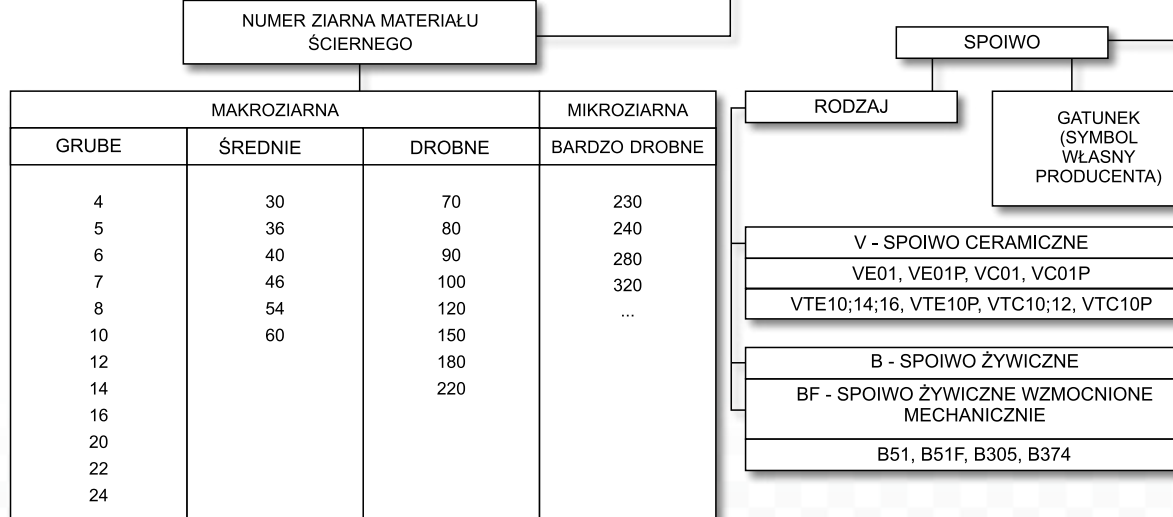 NUMER ZIARNA MATERIAŁU
ŚCIERNEGO
MAKROZIARNA
MIKROZIARNA
GRUBE
ŚREDNIE
DROBNE
BARDZO DROBNE
4
5
6
7
8
10
12
14
16
20
22
24
30
36
40
46
54
60
70
80
90
100
120
150
180
220
230
240
280
320
...
SPOIWO
RODZAJ
GATUNEK
(SYMBOL
WŁASNY
PRODUCENTA)
V - SPOIWO CERAMICZNE
VE01, VE01P, VC01, VC01P
VTE10;14;16, VTE10P, VTC10;12, VTC10P
B - SPOIWO ŻYWICZNE
BF - SPOIWO ŻYWICZNE WZMOCNIONE
MECHANICZNIE
B51, B51F, B305, B374